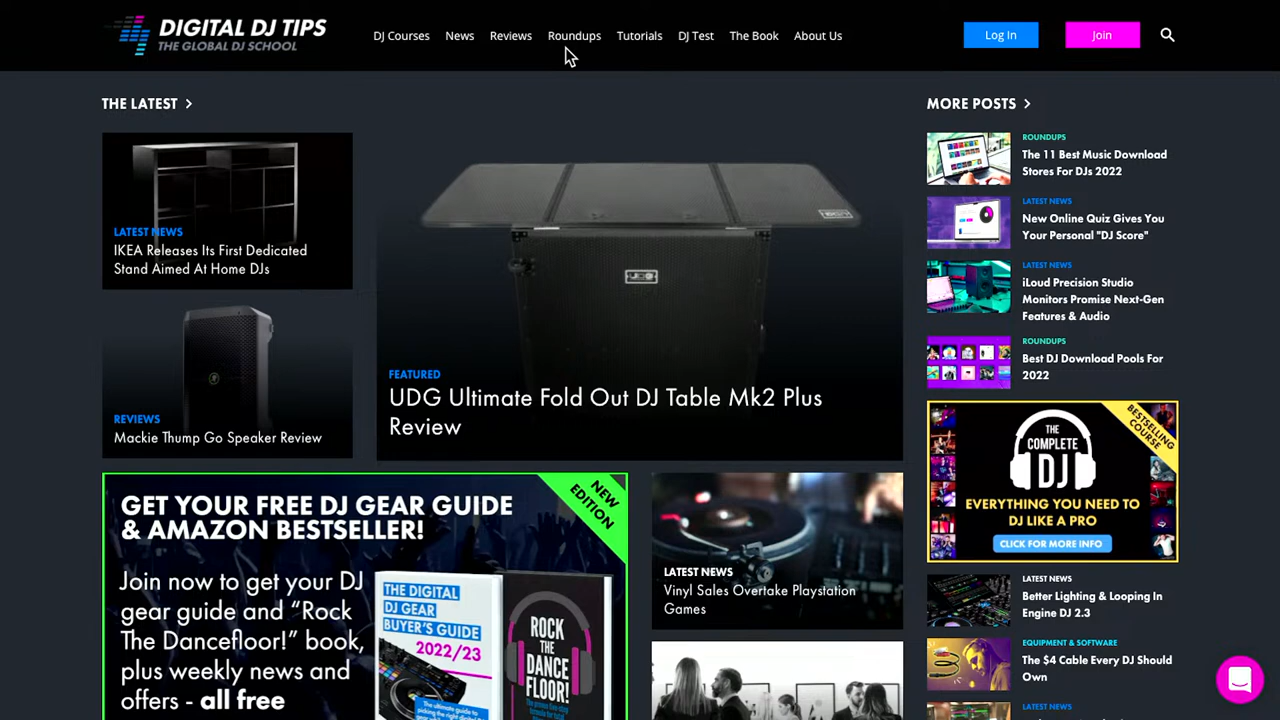 DIGITAL DJ TIPS
THE GLOBAL DJ SCHOOL
DJ Courses
News
Reviews
Roundups
Tutorials
DJ Test
The Book
About Us
Log In
Join
THE LATEST >
LATEST NEWS
IKEA Releases Its First Dedicated
Stand Aimed At Home DJs
REVIEWS
Mackie Thump Go Speaker Review
FEATURED
UDG Ultimate Fold Out DJ Table Mk2 Plus
Review
GET YOUR FREE DJ GEAR GUIDE
& AMAZON BESTSELLER!
NEW
EDITION
Join now to get your DJ
gear guide and “Rock
The Dancefloor!” book,
plus weekly news and
offers - all free
THE DIGITAL
DJ GEAR
BUYER'S GUIDE
2022/23
ROCK
THE
DANCE
FLOOR!
LATEST NEWS
Vinyl Sales Overtake Playstation
Games
MORE POSTS >
ROUNDUPS
The 11 Best Music Download
Stores For DJs 2022
LATEST NEWS
New Online Quiz Gives You
Your Personal "DJ Score"
LATEST NEWS
iLoud Precision Studio
Monitors Promise Next-Gen
Features & Audio
ROUNDUPS
Best DJ Download Pools For
2022
BESTSELLING
COURSE
THE
COMPLETE
DJ
EVERYTHING YOU NEED TO
DJ LIKE A PRO
CLICK FOR MORE INFO
LATEST NEWS
Better Lighting & Looping In
Engine DJ 2.3
EQUIPMENT & SOFTWARE
The $4 Cable Every DJ Should
Own
LATEST NEWS